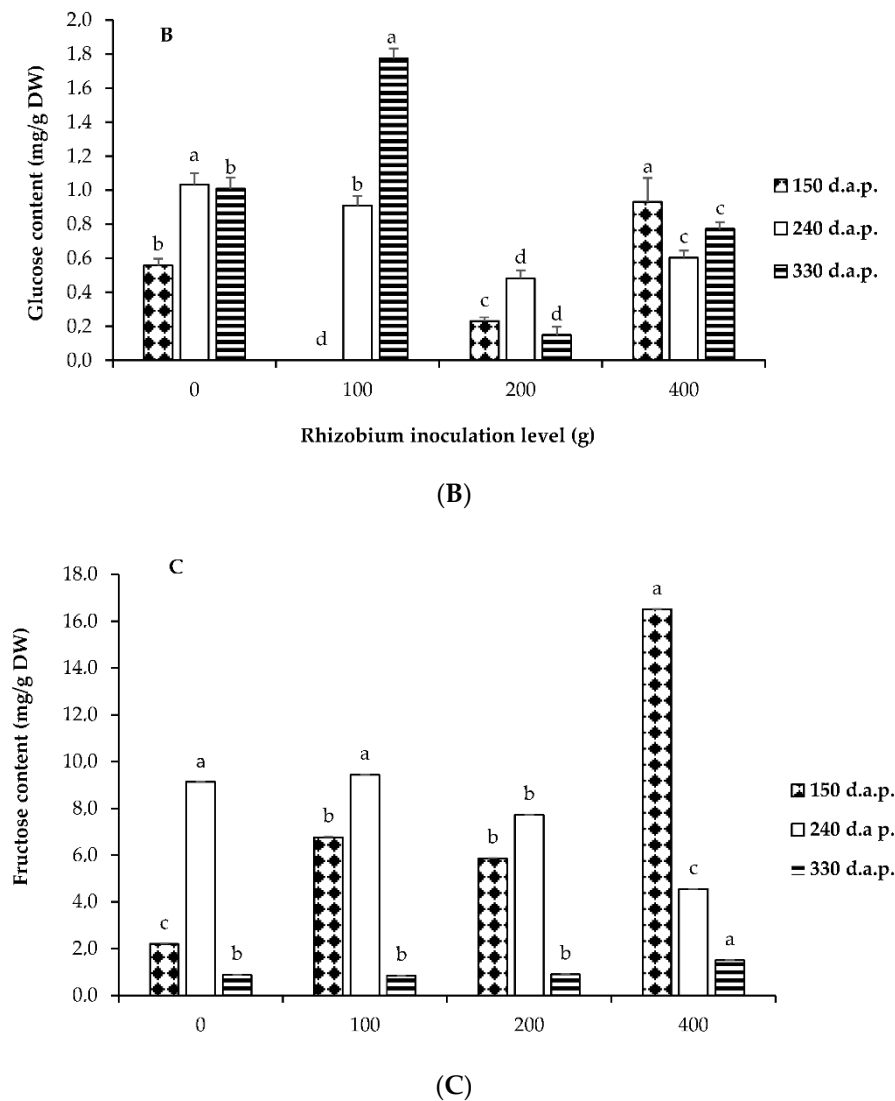 B
Glucose content (mg/g DW)
2,0
1.8
1.6
1.4
1.2
1.0
0.8
0.6
0.4
0.2
0,0
b
a
b
d
b
a
c
d
d
a
c
c
0
100
200
400
Rhizobium inoculation level (g)
150 d.a.p.
240 d.a.p.
330 d.a.p.
(B)
C
Fructose content (mg/g DW)
18.0
16.0
14.0
12.0
10.0
8.0
6.0
4.0
2.0
0.0
c
a
b
b
a
b
b
b
b
a
c
a
0
100
200
400
150 d.a.p.
240 d.a p.
330 d.a.p.
(C)